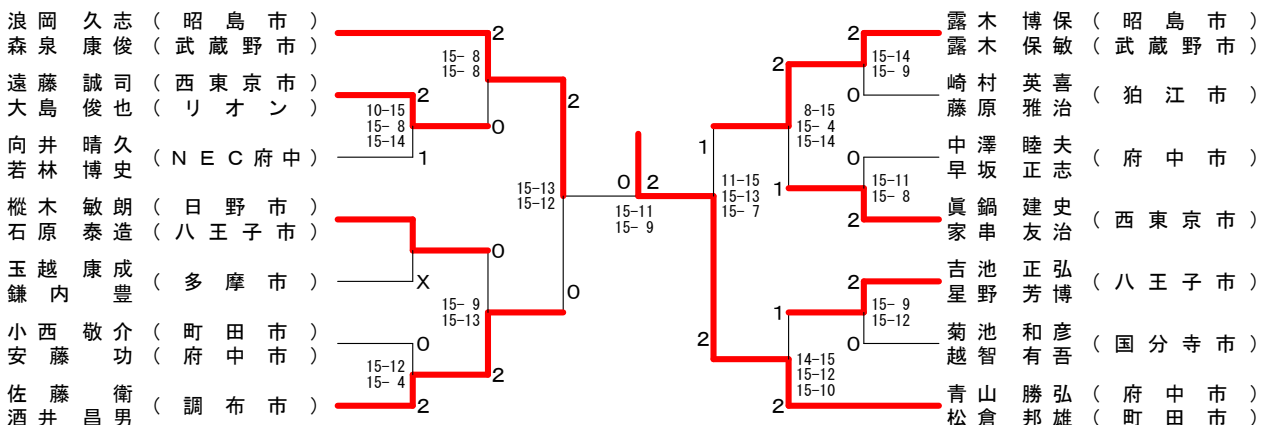 浪岡 久志 ( 昭島市 )
森泉 康俊 ( 武蔵野市 )
遠藤 誠司 ( 西東京市 )
大島 俊也 ( リオン )
向井 晴久
若林 博史
( NEC府中 )
樅木 敏朗 ( 日野市 )
石原 泰造 ( 八王子市 )
玉越 康成
鎌内 豊
( 多摩市 )
小西 敬介 ( 町田市 )
安藤 功 ( 府中市 )
佐藤 衛
酒井 昌男
( 調布市 )
2
15- 8
15- 8
2
10-15
15- 8
15-14
1
0
2
15-13
15-12
0
X
15- 9
15-13
0
0
15-12
15- 4
2
2
0 2
15-11
15- 9
1
11-15
15-13
15- 7
2
2
8-15
15- 4
15-14
1
2
15-14
15- 9
0
0
15-11
15- 8
2
1
14-15
15-12
15-10
2
2
15- 9
15-12
0
露木 博保 ( 昭島市 )
露木 保敏 ( 武蔵野市 )
崎村 英喜
藤原 雅治
( 狛江市 )
中澤 睦夫
早坂 正志
( 府中市 )
眞鍋 建史
家串 友治
( 西東京市 )
吉池 正弘
星野 芳博
( 八王子市 )
菊池 和彦
越智 有吾
( 国分寺市 )
青山 勝弘 ( 府中市 )
松倉 邦雄 ( 町田市 )